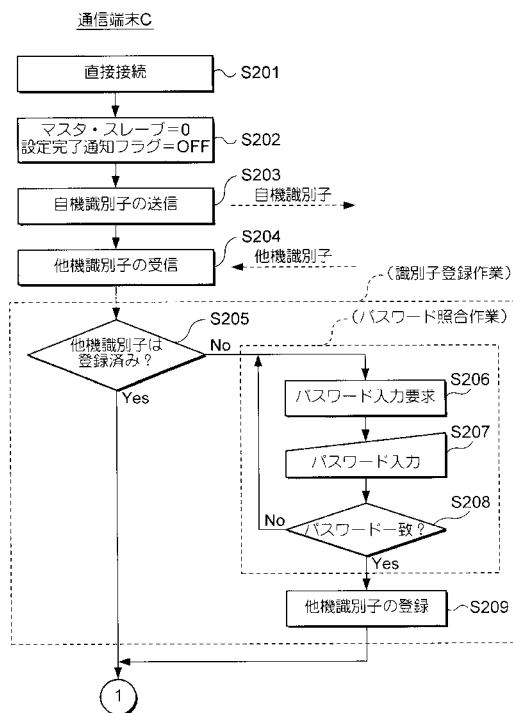 通信端末C
直接接続
S201
マスタ・スレーブ=0
設定完了通知フラグ=OFF
S202
S203
自機識別子の送信
自機識別子
S204
他機識別子の受信
他機識別子
(識別子登録作業)
S205
(パスワード照合作業)
他機識別子は
登録済み?
No
Yes
S206
パスワード入力要求
S207
パスワード入力
S208
No
パスワード一致?
Yes
他機識別子の登録
S209
1